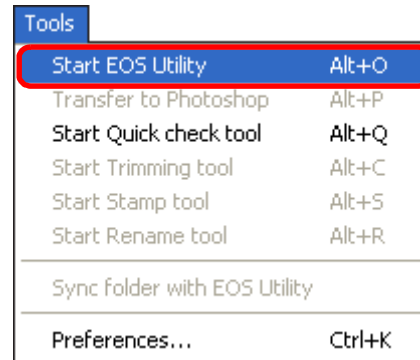 Tools
Start EOS Utility Alt+O
Transfer to Photoshop Alt+P
Start Quick check tool Alt+Q
Start Trimming tool Alt+C
Start Stamp tool Alt+S
Start Rename tool Alt+R
Sync folder with EOS Utility
Preferences... Ctrl+K